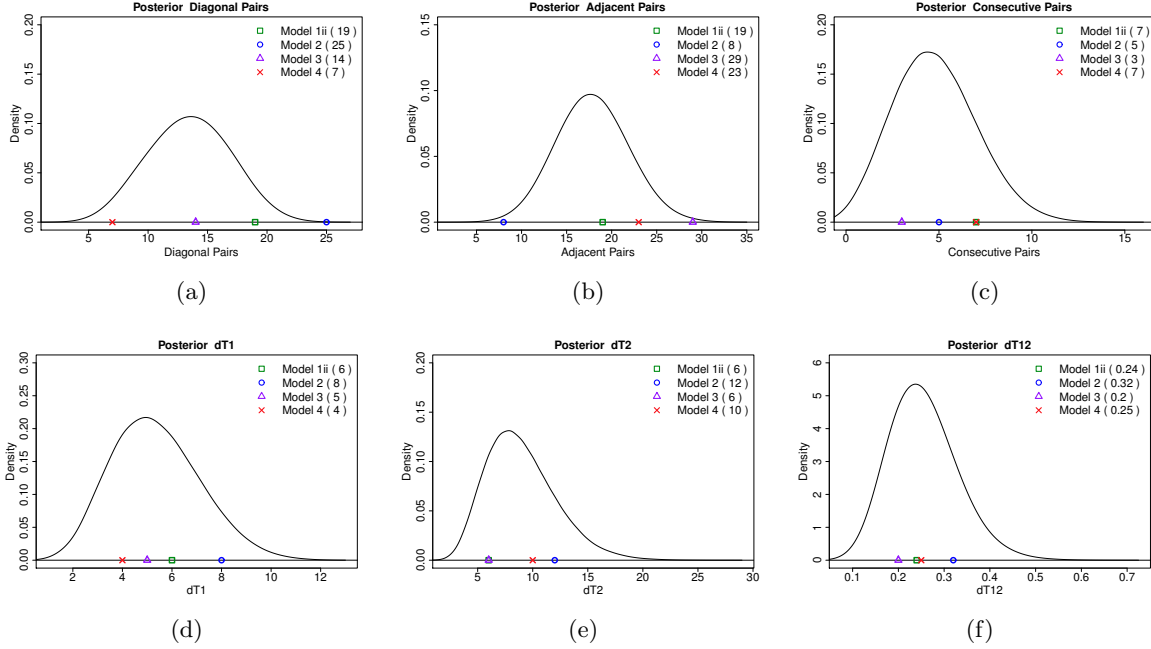 Posterior Diagonal Pairs
Density
0.00 0.05 0.10 0.15 0.20
5 10 15 20 25
Diagonal Pairs
Model 1ii ( 19 )
Model 2 ( 25 )
Model 3 ( 14 )
Model 4 ( 7 )
(a)
Posterior Adjacent Pairs
Density
0.00 0.05 0.10 0.15
5 10 15 20 25 30 35
Adjacent Pairs
Model 1ii ( 19 )
Model 2 ( 8 )
Model 3 ( 29 )
Model 4 ( 23 )
(b)
Posterior Consecutive Pairs
Density
0.00 0.05 0.10 0.15 0.20
0 5 10 15
Consecutive Pairs
Model 1ii ( 7 )
Model 2 ( 5 )
Model 3 ( 3 )
Model 4 ( 7 )
(c)
Posterior dT1
Density
0.00 0.05 0.10 0.15 0.20 0.25 0.30
2 4 6 8 10 12
dT1
Model 1ii ( 6 )
Model 2 ( 8 )
Model 3 ( 5 )
Model 4 ( 4 )
(d)
Posterior dT2
Density
0.00 0.05 0.10 0.15 0.20
5 10 15 20 25 30
dT2
Model 1ii ( 6 )
Model 2 ( 12 )
Model 3 ( 6 )
Model 4 ( 10 )
(e)
Posterior dT12
Density
0 1 2 3 4 5 6
0.1 0.2 0.3 0.4 0.5 0.6 0.7
dT12
Model 1ii ( 0.24 )
Model 2 ( 0.32 )
Model 3 ( 0.2 )
Model 4 ( 0.25 )
(f)